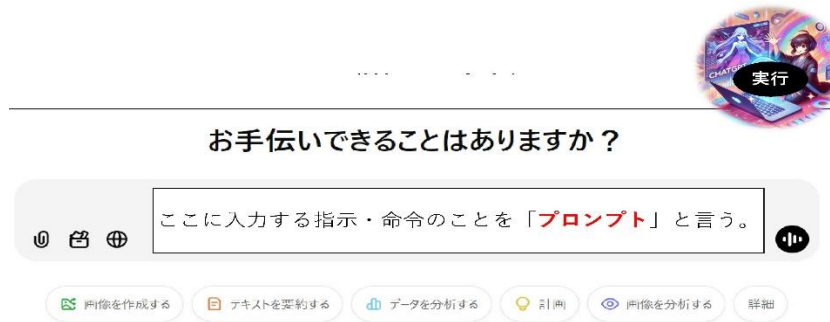 CHATGPT
実行
お手伝いできることはありますか？
ここに入力する指示・命令のことを「プロンプト」と言う。
画像を作成する
テキストを要約する
データを分析する
計画
画像を分析する
詳細